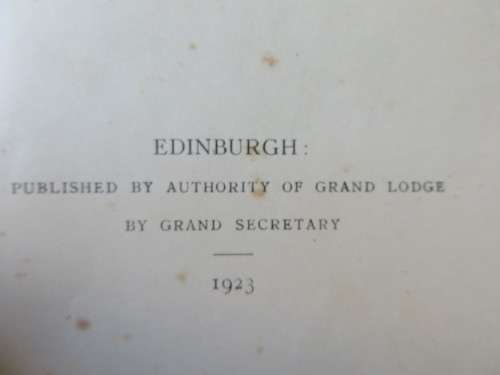 EDINBURGH:
PUBLISHED BY AUTHORITY OF GRAND LODGE
BY GRAND SECRETARY
1923